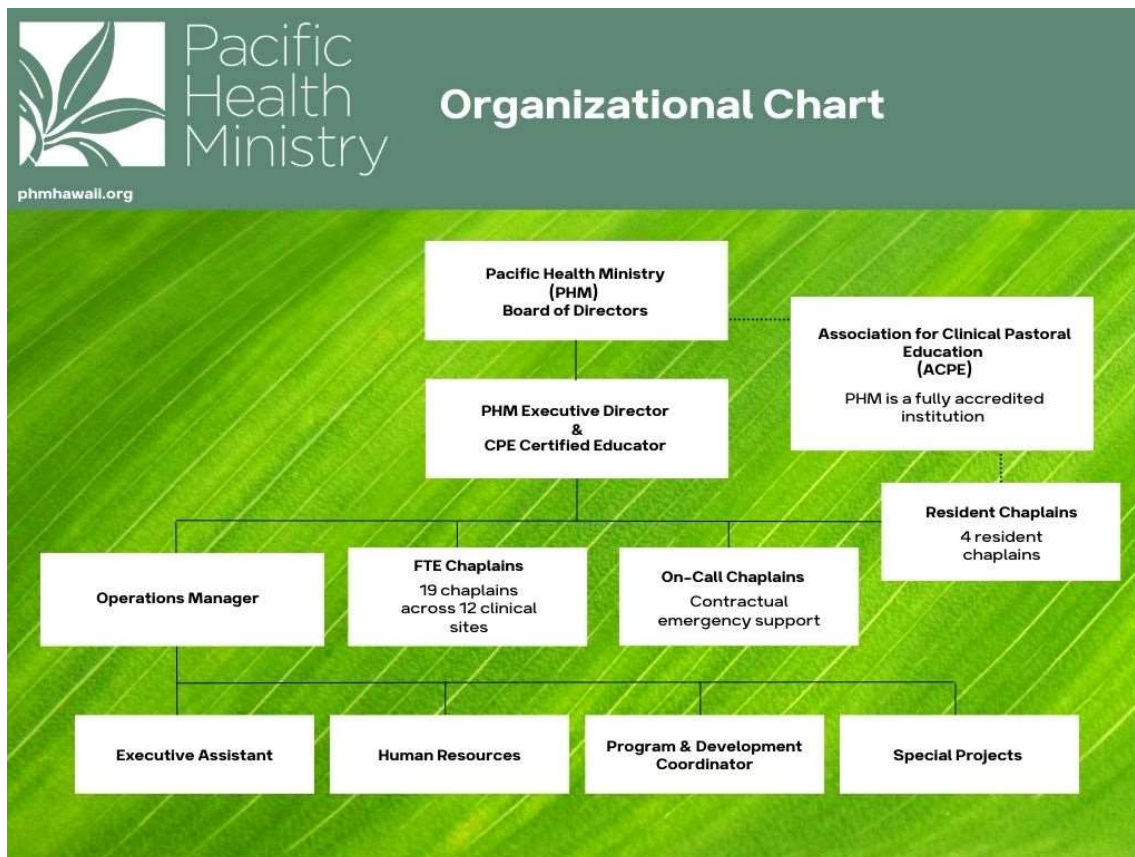 Pacific
Health
Ministry
Organizational Chart
phmhawaii.org
Pacific Health Ministry
(PHM)
Board of Directors
Association for Clinical Pastoral
Education
(ACPE)
PHM is a fully accredited
institution
PHM Executive Director
&
CPE Certified Educator
Resident Chaplains
4 resident
chaplains
Operations Manager
FTE Chaplains
19 chaplains
across 12 clinical
sites
On-Call Chaplains
Contractual
emergency support
Executive Assistant
Human Resources
Program & Development
Coordinator
Special Projects